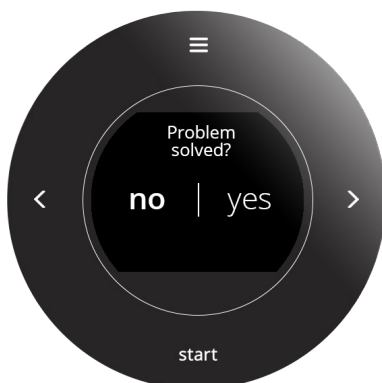 Problem
solved?
no | yes
start